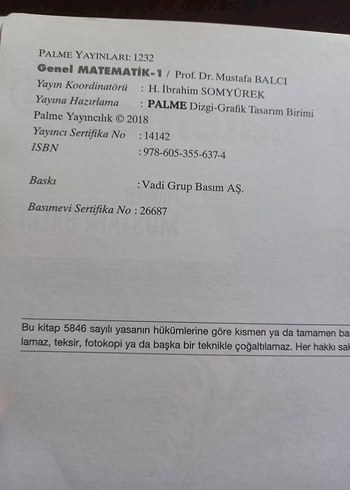 PALME YAYINLARI: 1232
Genel MATEMATİK-1 / Prof. Dr. Mustafa BALCI
Yayın Koordinatörü : H. İbrahim SOMYÜREK
Yayına Hazırlama : PALME Dizgi-Grafik Tasarım Birimi
Palme Yayıncılık © 2018
Yayıncı Sertifika No : 14142
ISBN : 978-605-355-637-4
Baskı : Vadi Grup Basım AŞ.
Basımevi Sertifika No : 26687
Bu kitap 5846 sayılı yasanın hükümlerine göre kısmen ya da tamamen
lamaz, teksir, fotokopi ya da başka bir teknikle çoğaltılamaz. Her hakkı